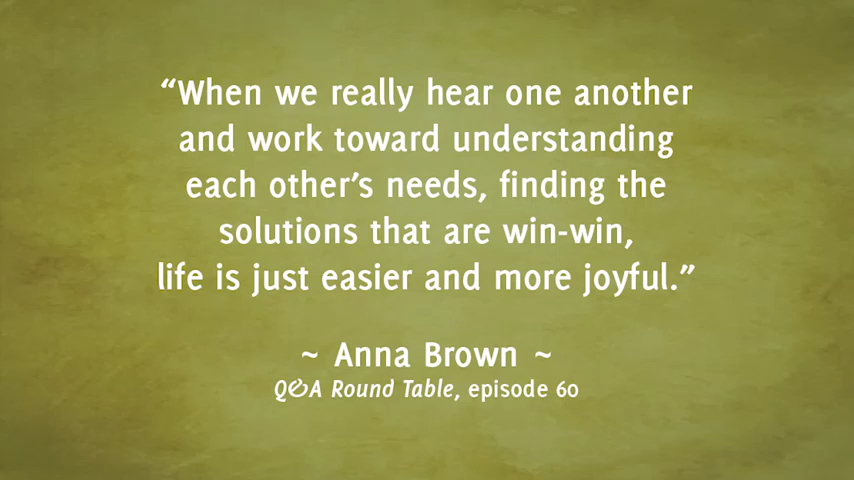 “When we really hear one another
and work toward understanding
each other’s needs, finding the
solutions that are win-win,
life is just easier and more joyful.”
~ Anna Brown ~
Q&A Round Table, episode 60